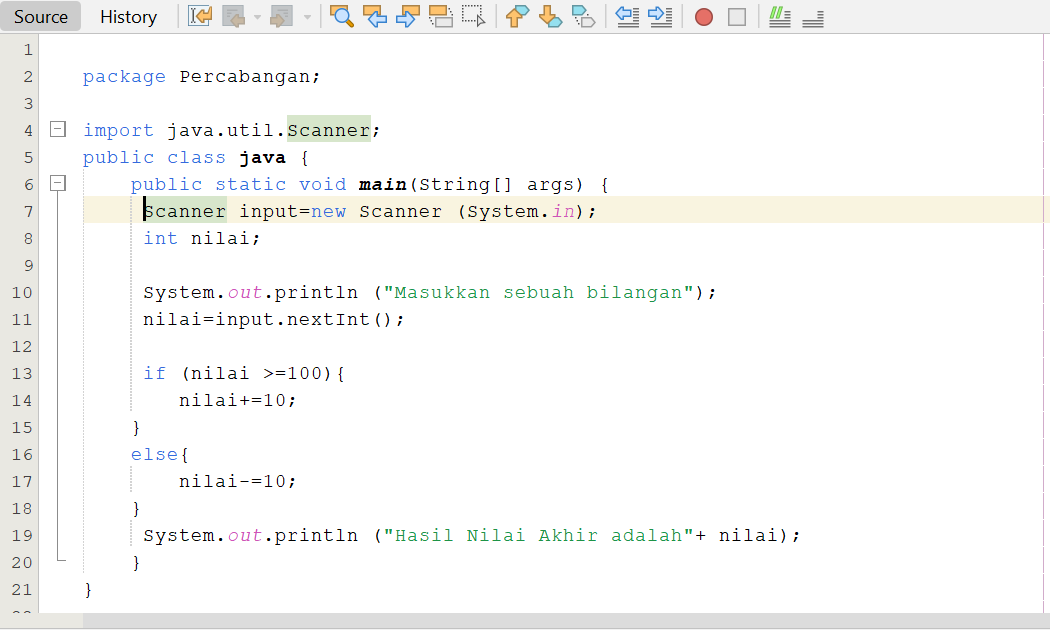 Source History
1
2 package Percabangan;
3
4 import java.util.Scanner;
5 public class java {
6 public static void main(String[] args) {
7 Scanner input=new Scanner (System.in);
8 int nilai;
9
10 System.out.println ("Masukkan sebuah bilangan");
11 nilai=input.nextInt();
12
13 if (nilai >=100){
14 nilai+=10;
15 }
16 else{
17 nilai-=10;
18 }
19 System.out.println ("Hasil Nilai Akhir adalah"+ nilai);
20 }
21 }